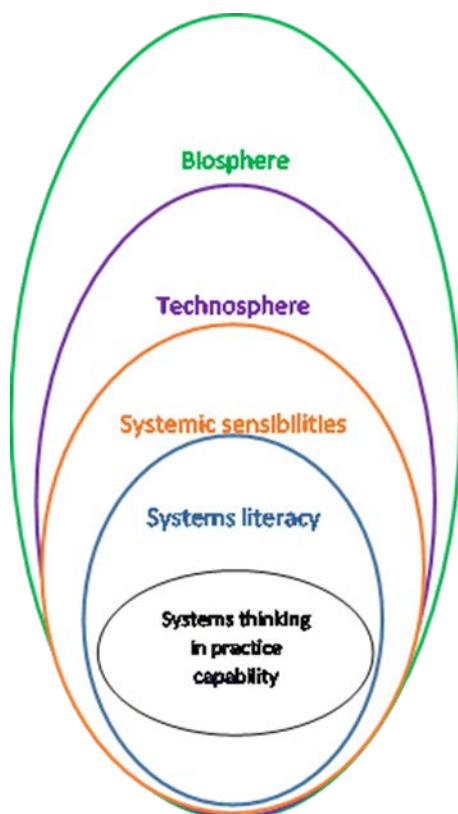 Biosphere
Technosphere
Systemic sensibilities
Systems literacy
Systems thinking
in practice
capability